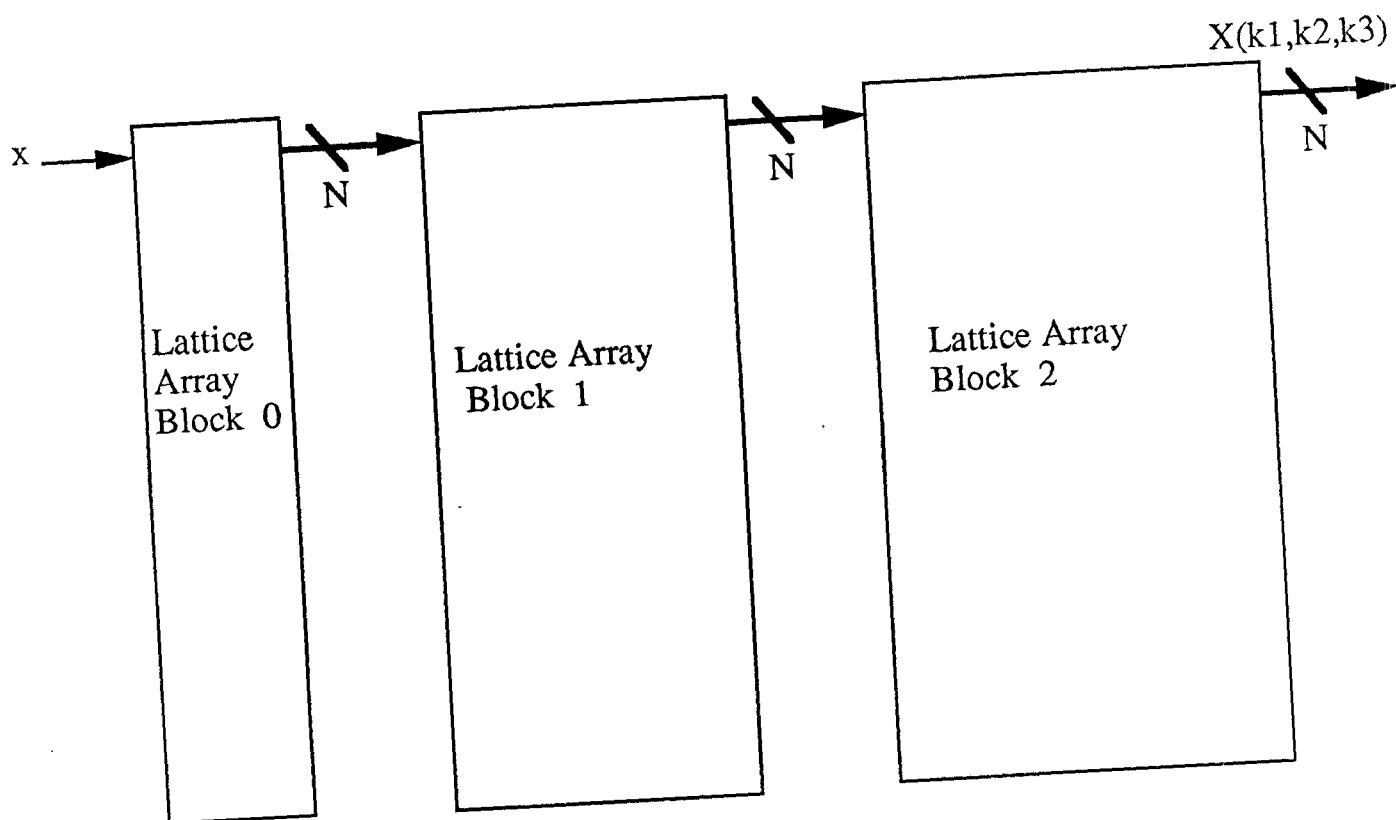 X(k1,k2,k3)
x
N
N
N
Lattice
Array
Block 0
Lattice Array
Block 1
Lattice Array
Block 2